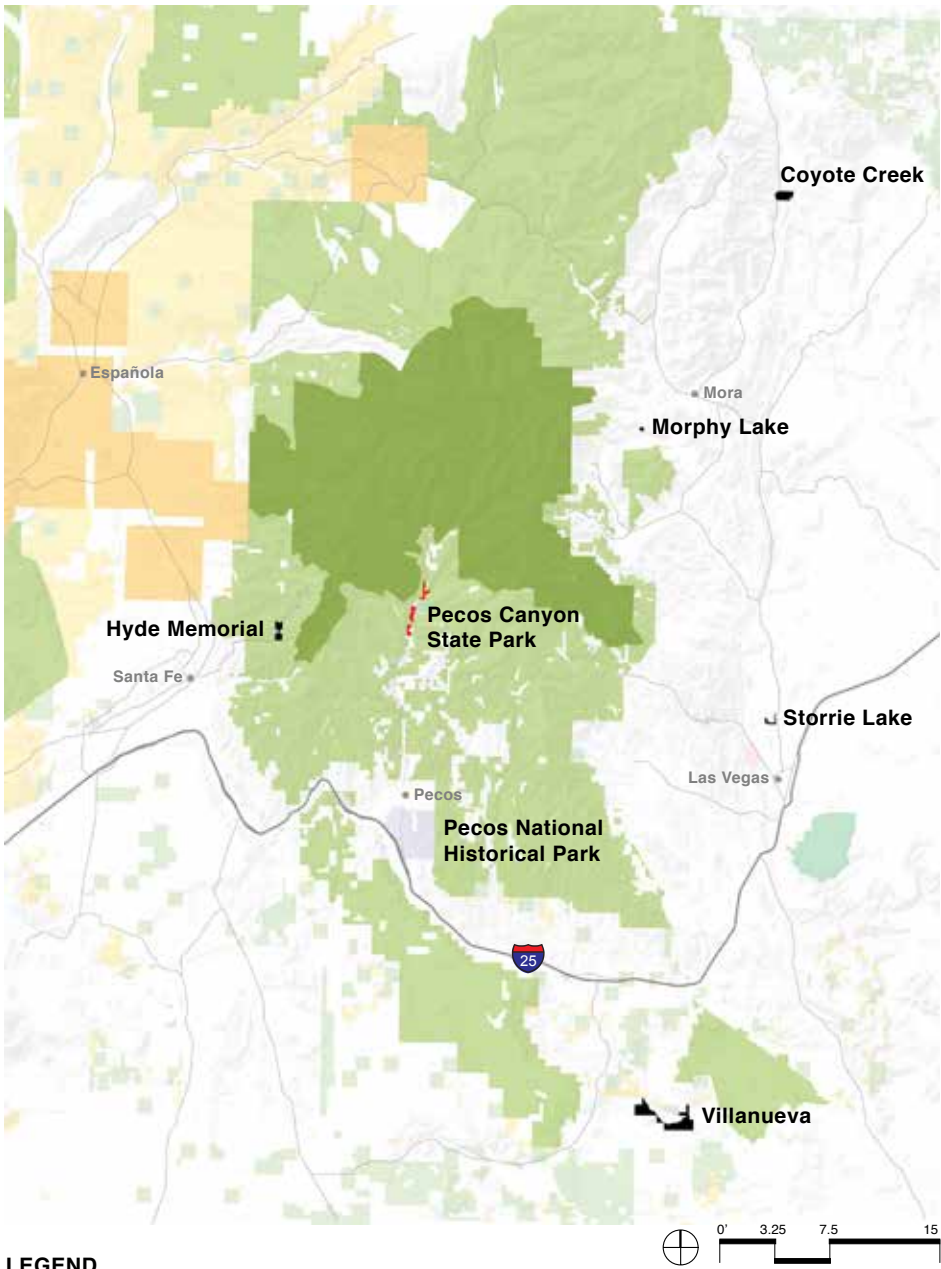 Coyote Creek
Española
Mora
Morphy Lake
Pecos Canyon
State Park
Hyde Memorial
Santa Fe
Storrie Lake
Las Vegas
Pecos
Pecos National
Historical Park
25
Villanueva
0' 3.25 7.5 15
LEGEND